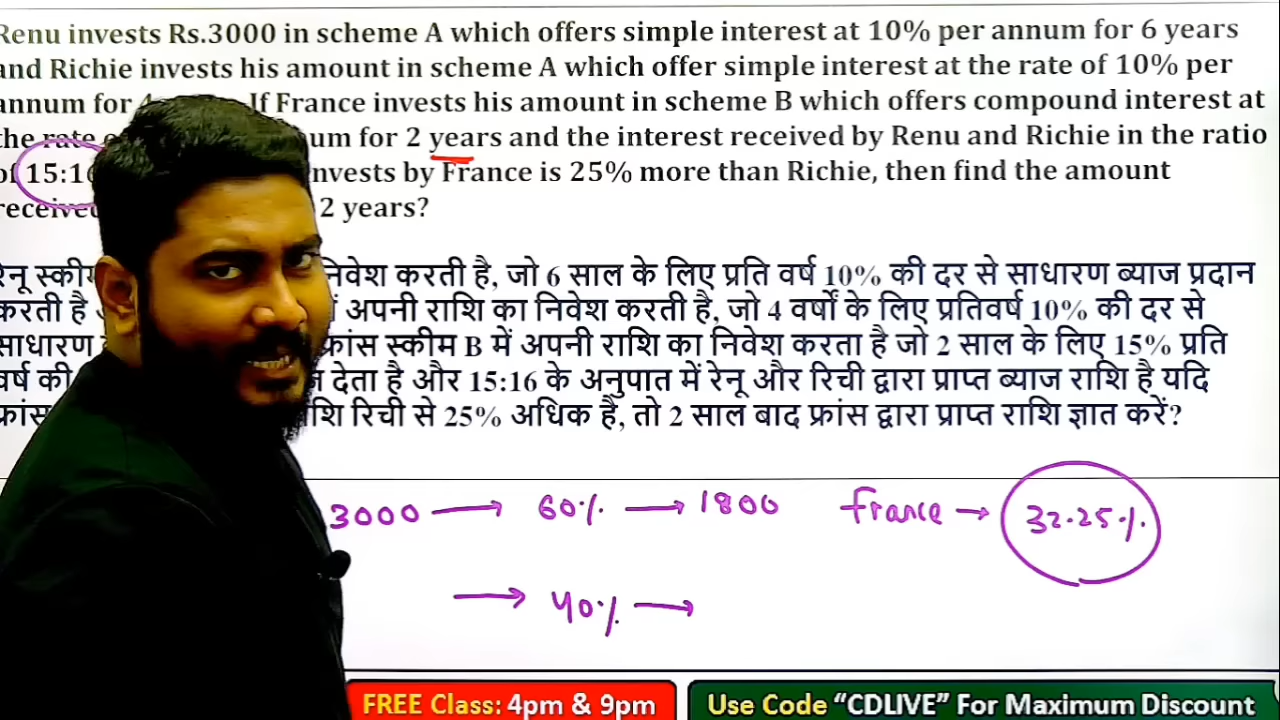 Renu invests Rs.3000 in scheme A which offers simple interest at 10% per annum for 6 years
and Richie invests his amount in scheme A which offer simple interest at the rate of 10% per
annum for If France invests his amount in scheme B which offers compound interest at
the rate for 2 years and the interest received by Renu and Richie in the ratio
of 15:16 by France is 25% more than Richie, then find the amount
received 2 years?
रेनू निवेश करती है, जो 6 साल के लिए प्रति वर्ष 10% की दर से साधारण ब्याज प्रदान
करती है अपनी राशि का निवेश करती है, जो 4 वर्षों के लिए प्रतिवर्ष 10% की दर से
साधारण फ्रांस स्कीम B में अपनी राशि का निवेश करता है जो 2 साल के लिए 15% प्रति
वर्ष की देता है और 15:16 के अनुपात में रेनू और रिची द्वारा प्राप्त ब्याज राशि है यदि
फ्रांस रिची से 25% अधिक है, तो 2 साल बाद फ्रांस द्वारा प्राप्त राशि ज्ञात करें?
3000 → 60% → 1800 France → 32.25%
→ 40% →
FREE Class: 4pm & 9pm
Use Code “CDLIVE” For Maximum Discount